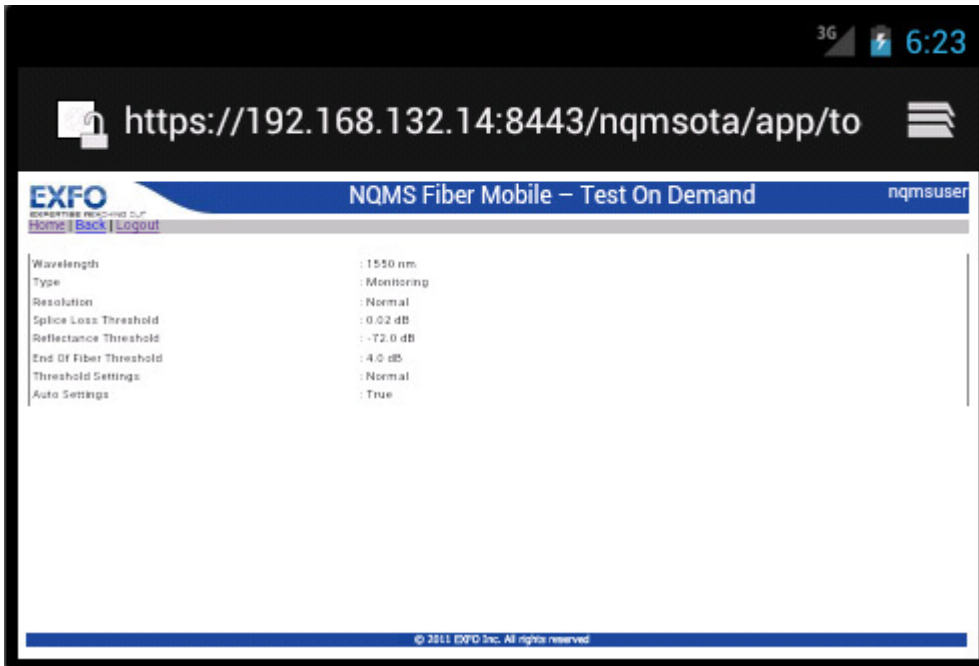 3G 6:23
https://192.168.132.14:8443/nqmsota/app/to
EXFO
EXPERTISE REACHING OUT
NQMS Fiber Mobile – Test On Demand
nqmsuser
Home | Back | Logout
Wavelength : 1550 nm
Type : Monitoring
Resolution : Normal
Splice Loss Threshold : 0.02 dB
Reflectance Threshold : -72.0 dB
End Of Fiber Threshold : 4.0 dB
Threshold Settings : Normal
Auto Settings : True
© 2011 EXFO Inc. All rights reserved